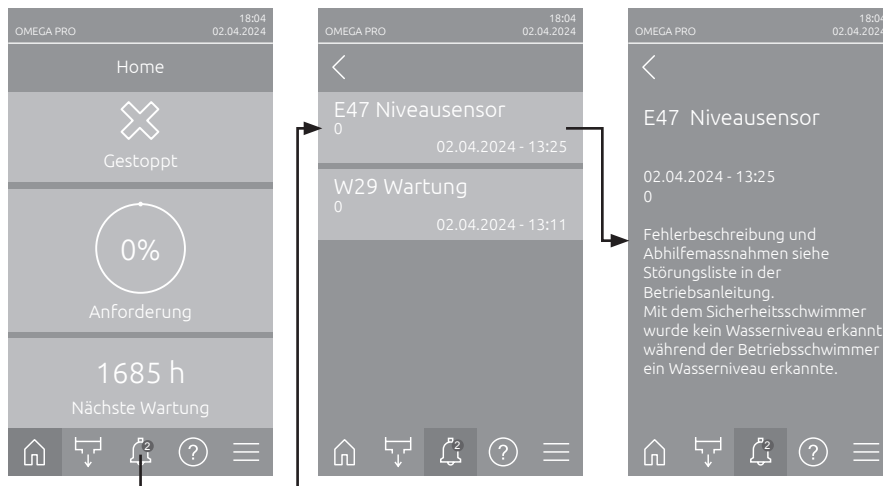 18:04
OMEGA PRO 02.04.2024
Home
Gestoppt
0%
Anforderung
1685 h
Nächste Wartung
2
?
18:04
OMEGA PRO 02.04.2024
E47 Niveausensor
0
02.04.2024 - 13:25
W29 Wartung
0
02.04.2024 - 13:11
2
?
18:04
OMEGA PRO 02.04.2024
E47 Niveausensor
02.04.2024 - 13:25
0
Fehlerbeschreibung und
Abhilfemassnahmen siehe
Störungsliste in der
Betriebsanleitung.
Mit dem Sicherheitsschwimmer
wurde kein Wasserniveau erkannt
während der Betriebsschwimmer
ein Wasserniveau erkannte.
2
?